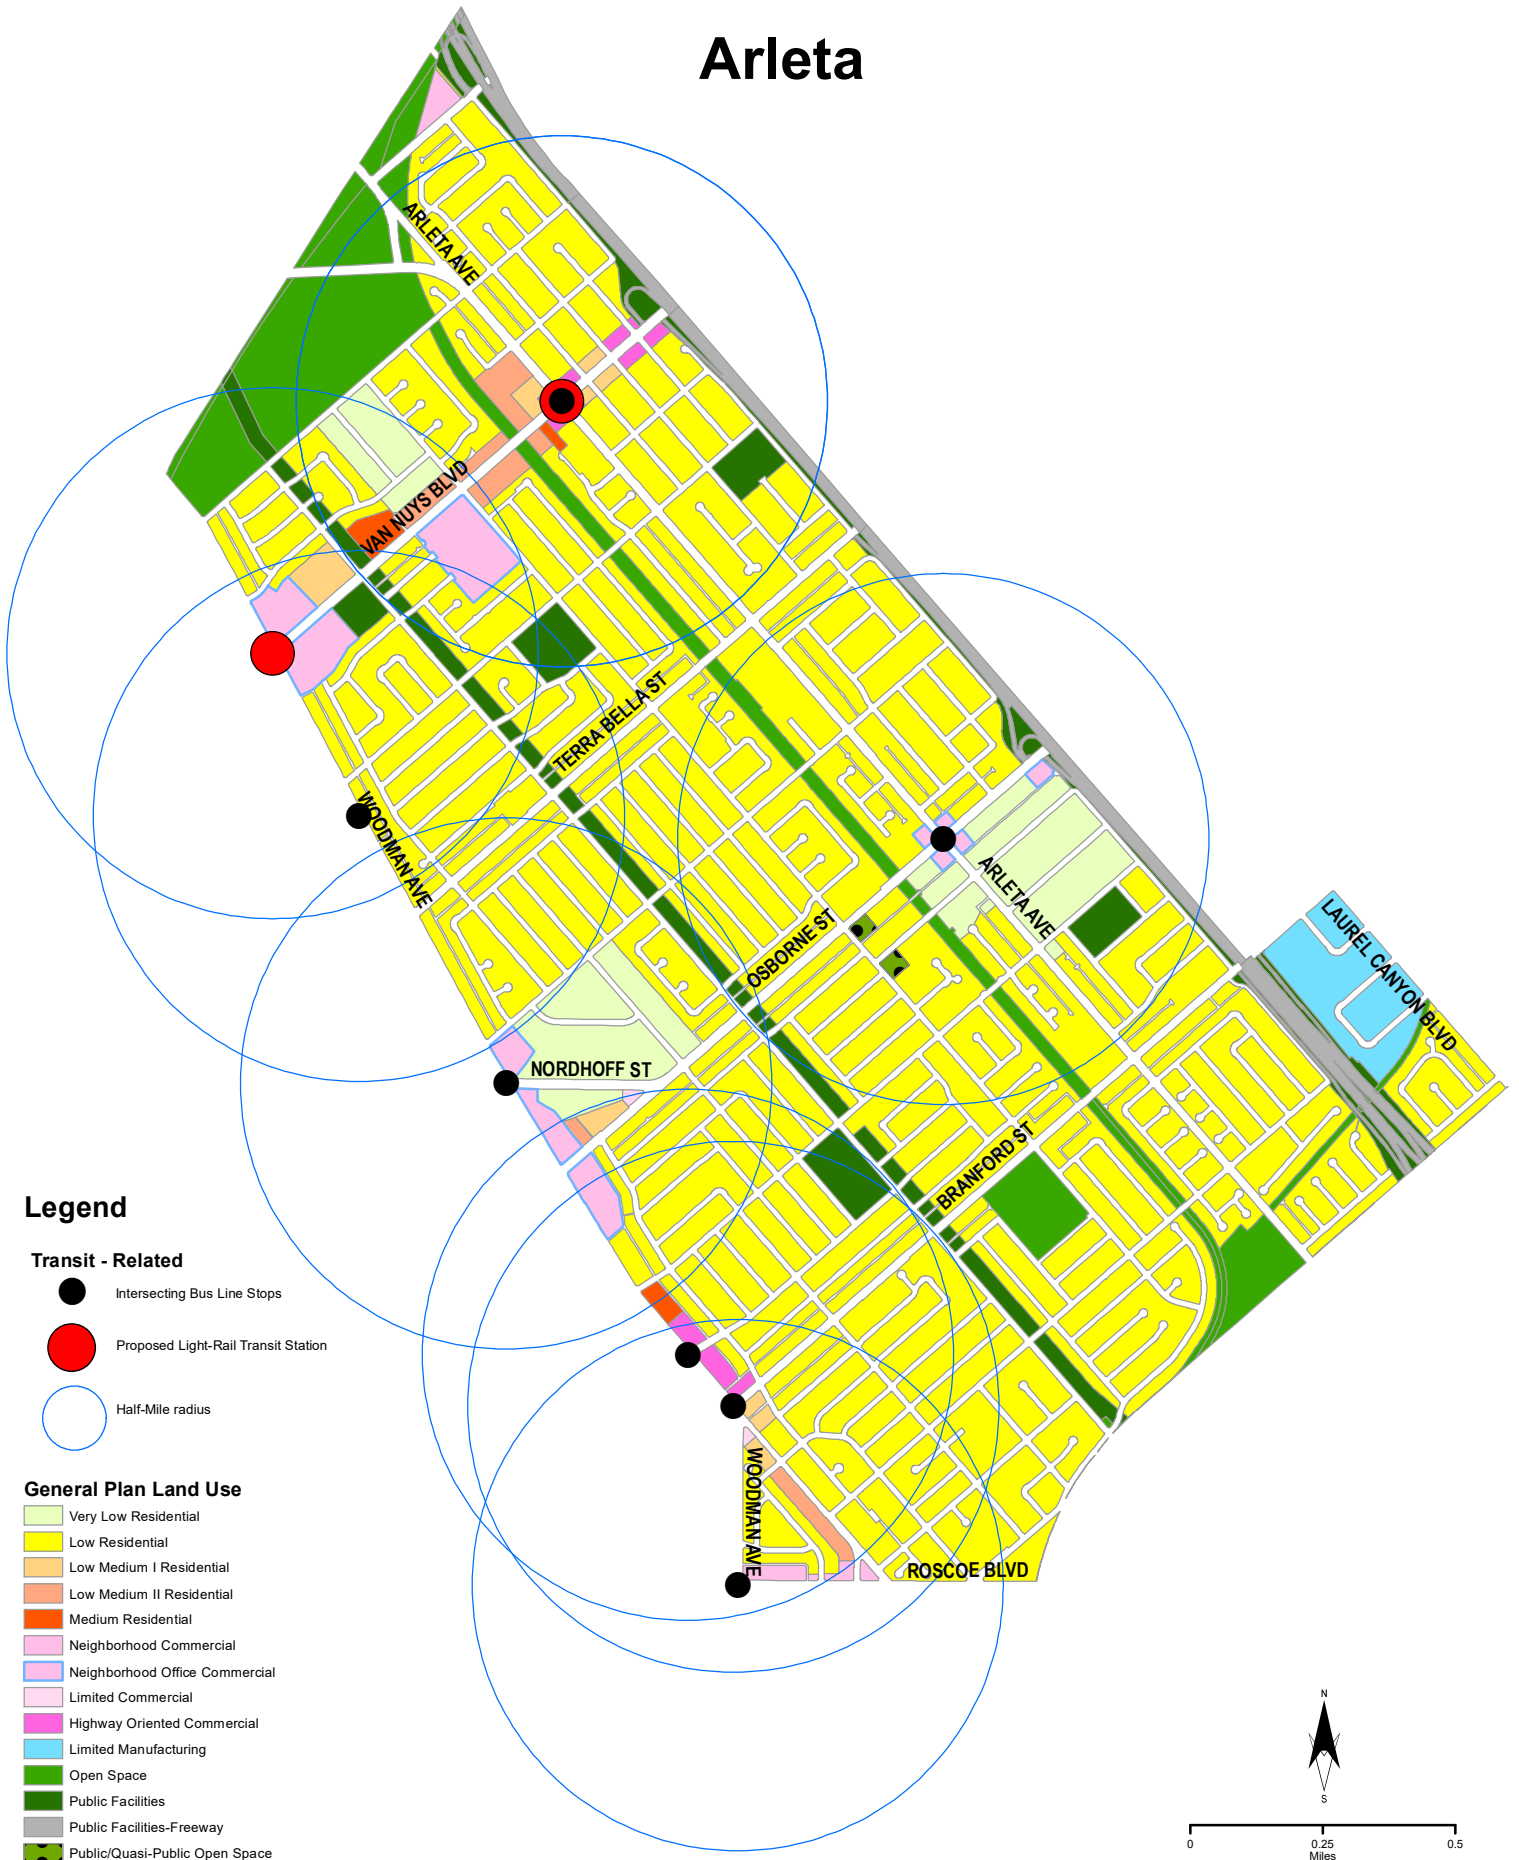 Arleta
ARLETA AVE
VAN NUYS BLVD
TERRA BELLA ST
WOODMAN AVE
ARLETA AVE
OSBORNE ST
LAUREL CANYON BLVD
NORDHOFF ST
BRANFORD ST
WOODMAN AVE
ROSCOE BLVD
Legend
Transit - Related
Intersecting Bus Line Stops
Proposed Light-Rail Transit Station
Half-Mile radius
General Plan Land Use
Very Low Residential
Low Residential
Low Medium I Residential
Low Medium II Residential
Medium Residential
Neighborhood Commercial
Neighborhood Office Commercial
Limited Commercial
Highway Oriented Commercial
Limited Manufacturing
Open Space
Public Facilities
Public Facilities-Freeway
Public/Quasi-Public Open Space
N
S
0 0.25 0.5
Miles